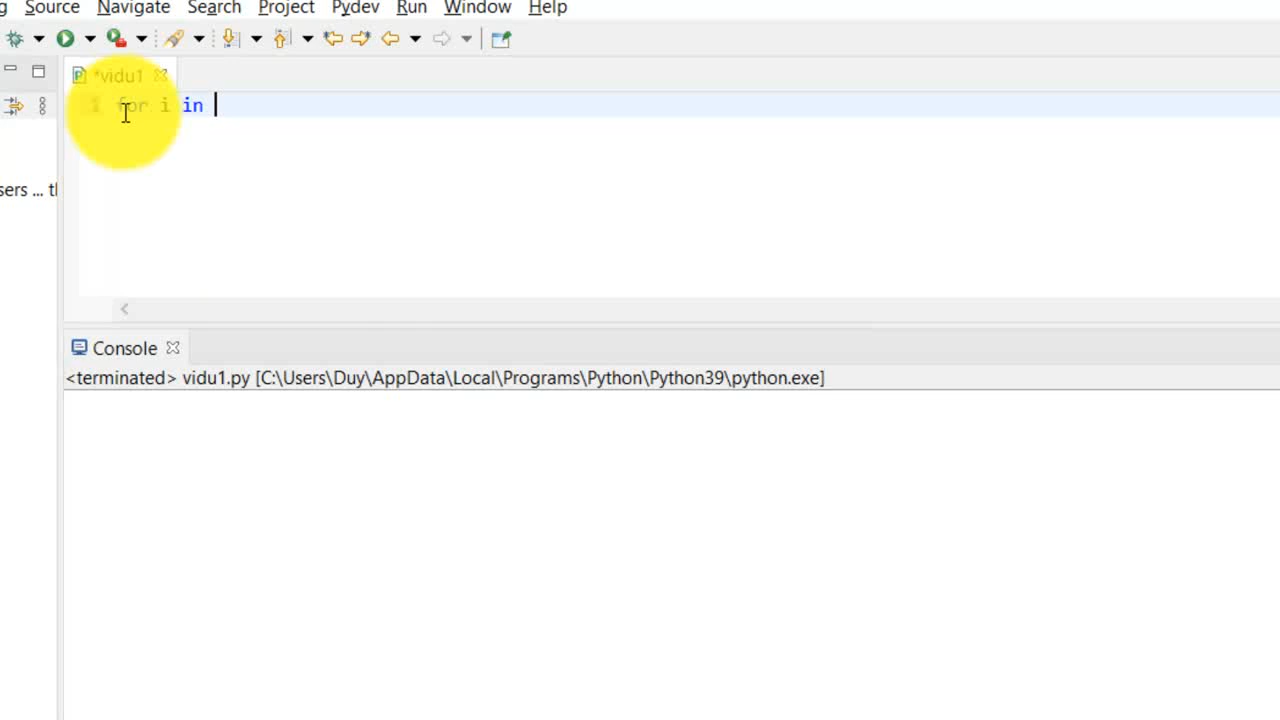 g Source Navigate Search Project Pydev Run Window Help
*vidu1
1 for i in
sers ... tl
Console
<terminated> vidu1.py [C:\Users\Duy\AppData\Local\Programs\Python\Python39\python.exe]